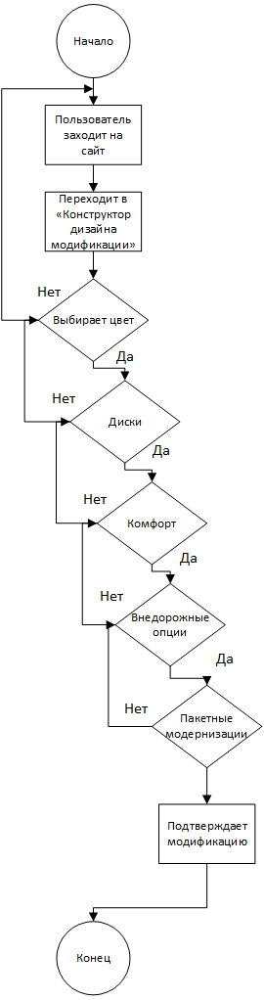 Начало
Пользователь
заходит на
сайт
Переходит в
«Конструктор
дизайна
модификации»
Нет
Выбирает цвет
Да
Нет
Диски
Да
Нет
Комфорт
Да
Нет
Внедорожные
опции
Да
Нет
Пакетные
модернизации
Подтверждает
модификацию
Конец